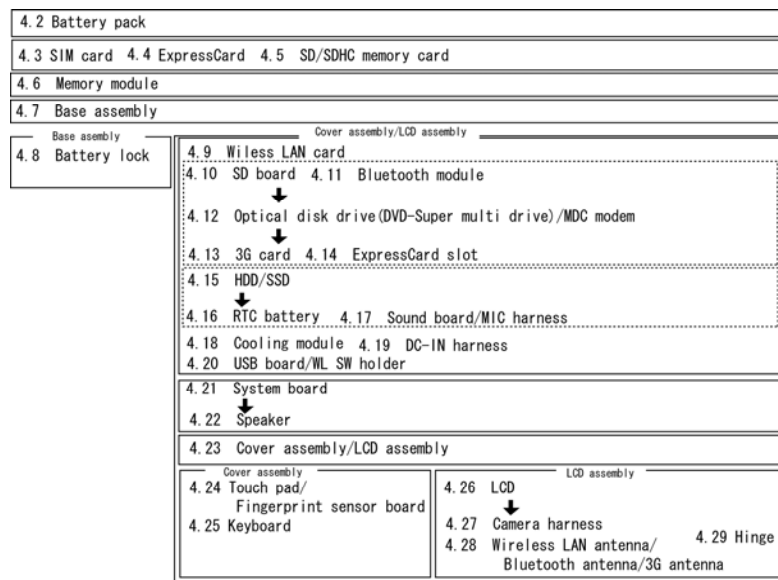 4.2 Battery pack
4.3 SIM card 4.4 ExpressCard 4.5 SD/SDHC memory card
4.6 Memory module
4.7 Base assembly
Base asembly
4.8 Battery lock
Cover assembly/LCD assembly
4.9 Wiless LAN card
4.10 SD board 4.11 Bluetooth module
4.12 Optical disk drive(DVD-Super multi drive)/MDC modem
4.13 3G card 4.14 ExpressCard slot
4.15 HDD/SSD
4.16 RTC battery 4.17 Sound board/MIC harness
4.18 Cooling module 4.19 DC-IN harness
4.20 USB board/WL SW holder
4.21 System board
4.22 Speaker
4.23 Cover assembly/LCD assembly
Cover assembly
4.24 Touch pad/
Fingerprint sensor board
4.25 Keyboard
LCD assembly
4.26 LCD
4.27 Camera harness
4.28 Wireless LAN antenna/
Bluetooth antenna/3G antenna
4.29 Hinge